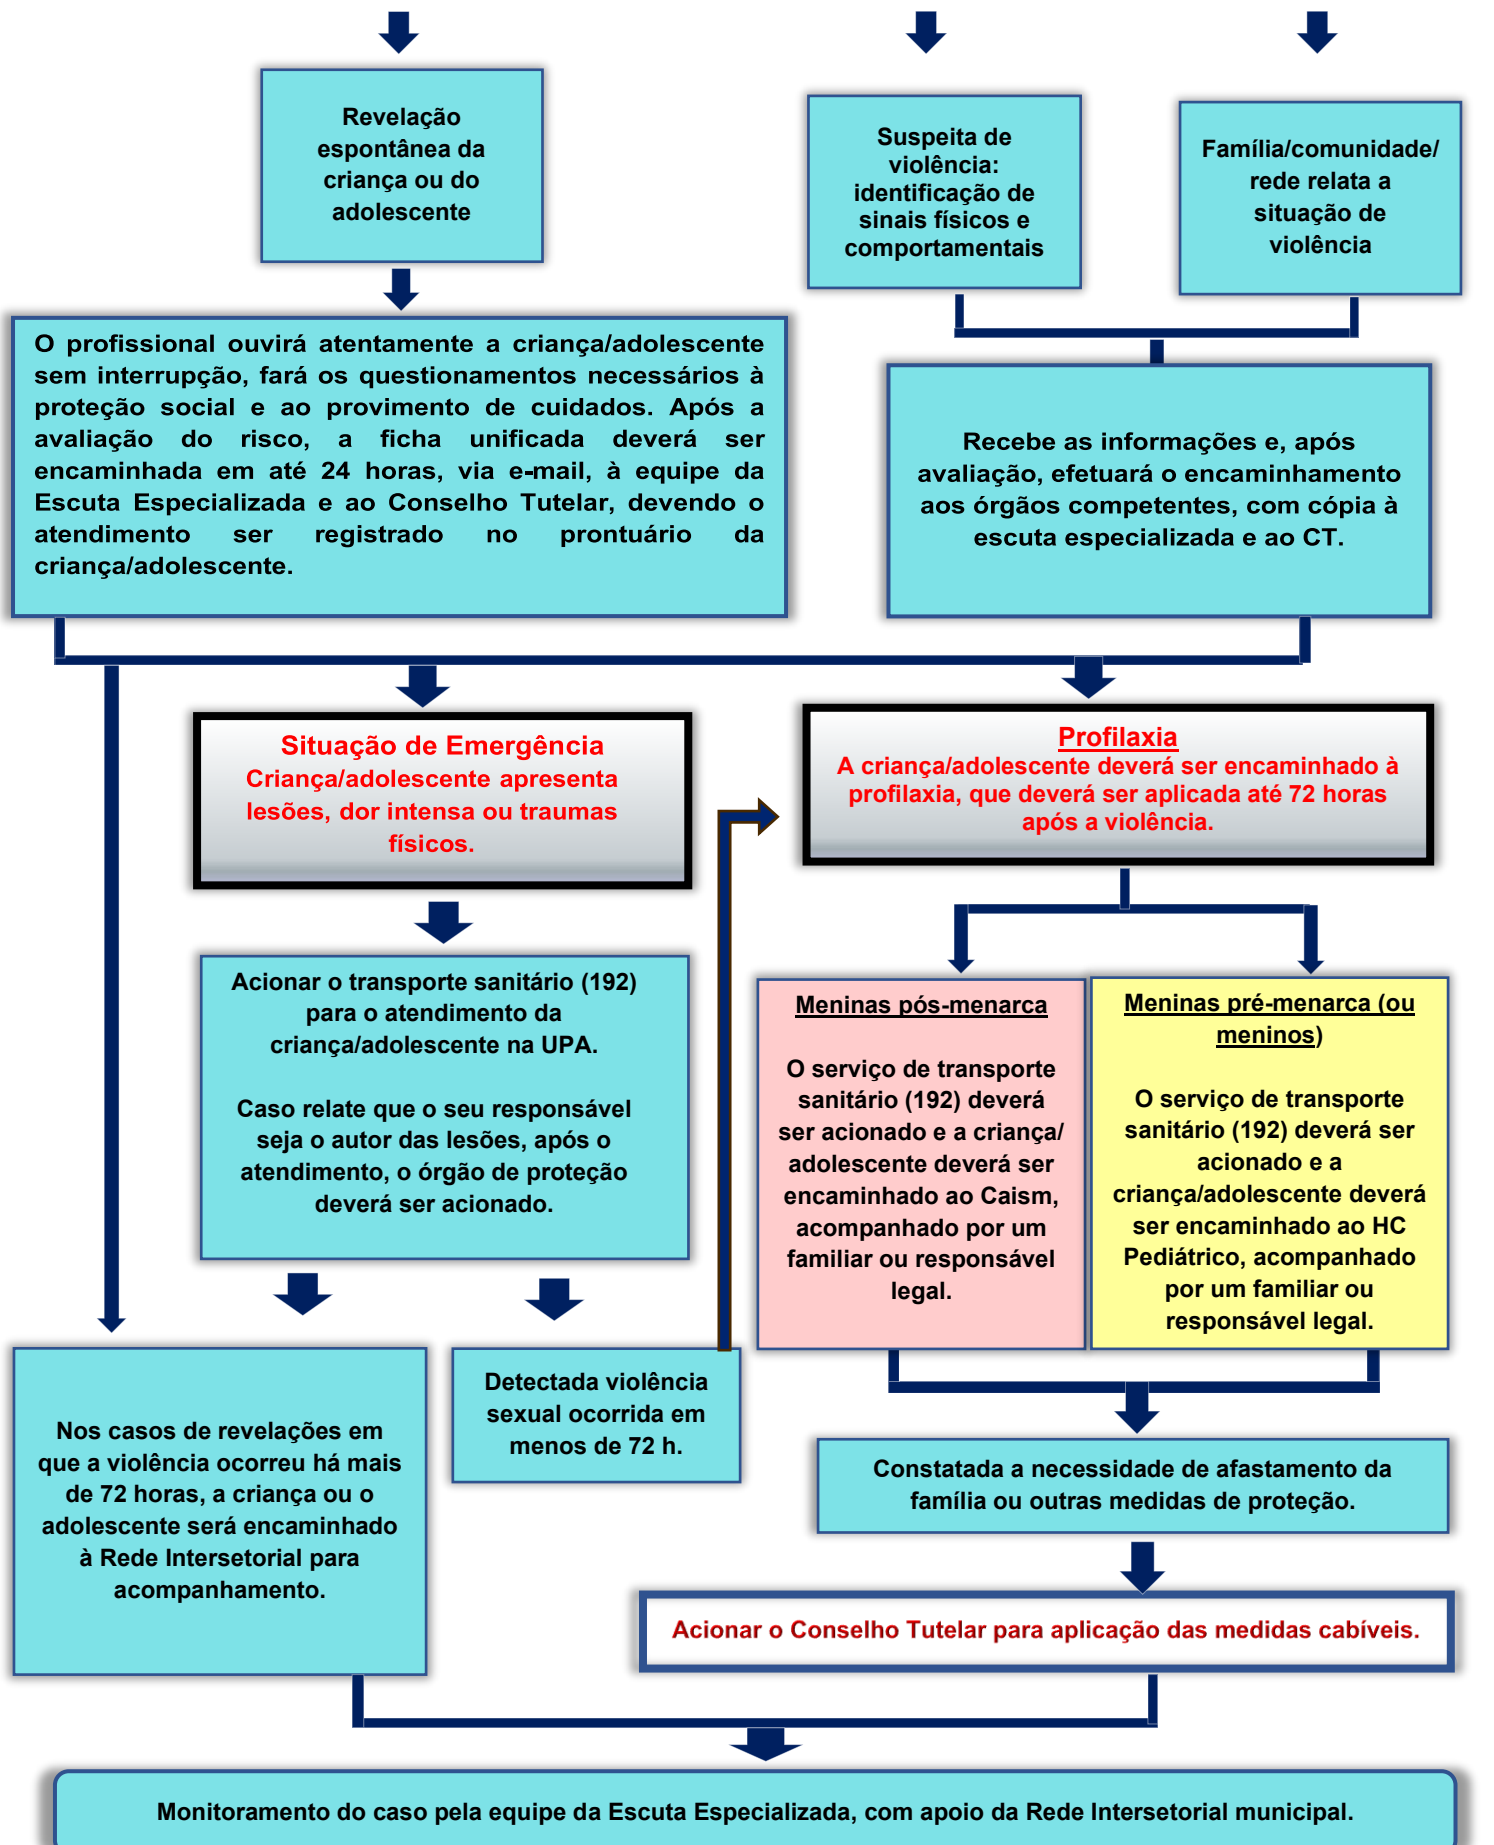 Revelação
espontânea da
criança ou do
adolescente
Suspeita de
violência:
identificação de
sinais físicos e
comportamentais
Família/comunidade/
rede relata a
situação de
violência
O profissional ouvirá atentamente a criança/adolescente
sem interrupção, fará os questionamentos necessários à
proteção social e ao provimento de cuidados. Após a
avaliação do risco, a ficha unificada deverá ser
encaminhada em até 24 horas, via e-mail, à equipe da
Escuta Especializada e ao Conselho Tutelar, devendo o
atendimento ser registrado no prontuário da
criança/adolescente.
Recebe as informações e, após
avaliação, efetuará o encaminhamento
aos órgãos competentes, com cópia à
escuta especializada e ao CT.
Situação de Emergência
Criança/adolescente apresenta
lesões, dor intensa ou traumas
físicos.
Profilaxia
A criança/adolescente deverá ser encaminhado à
profilaxia, que deverá ser aplicada até 72 horas
após a violência.
Acionar o transporte sanitário (192)
para o atendimento da
criança/adolescente na UPA.
Caso relate que o seu responsável
seja o autor das lesões, após o
atendimento, o órgão de proteção
deverá ser acionado.
Meninas pós-menarca
O serviço de transporte
sanitário (192) deverá
ser acionado e a criança/
adolescente deverá ser
encaminhado ao Caism,
acompanhado por um
familiar ou responsável
legal.
Meninas pré-menarca (ou
meninos)
O serviço de transporte
sanitário (192) deverá ser
acionado e a
criança/adolescente deverá
ser encaminhado ao HC
Pediátrico, acompanhado
por um familiar ou
responsável legal.
Nos casos de revelações em
que a violência ocorreu há mais
de 72 horas, a criança ou o
adolescente será encaminhado
à Rede Intersetorial para
acompanhamento.
Detectada violência
sexual ocorrida em
menos de 72 h.
Constatada a necessidade de afastamento da
família ou outras medidas de proteção.
Acionar o Conselho Tutelar para aplicação das medidas cabíveis.
Monitoramento do caso pela equipe da Escuta Especializada, com apoio da Rede Intersetorial municipal.